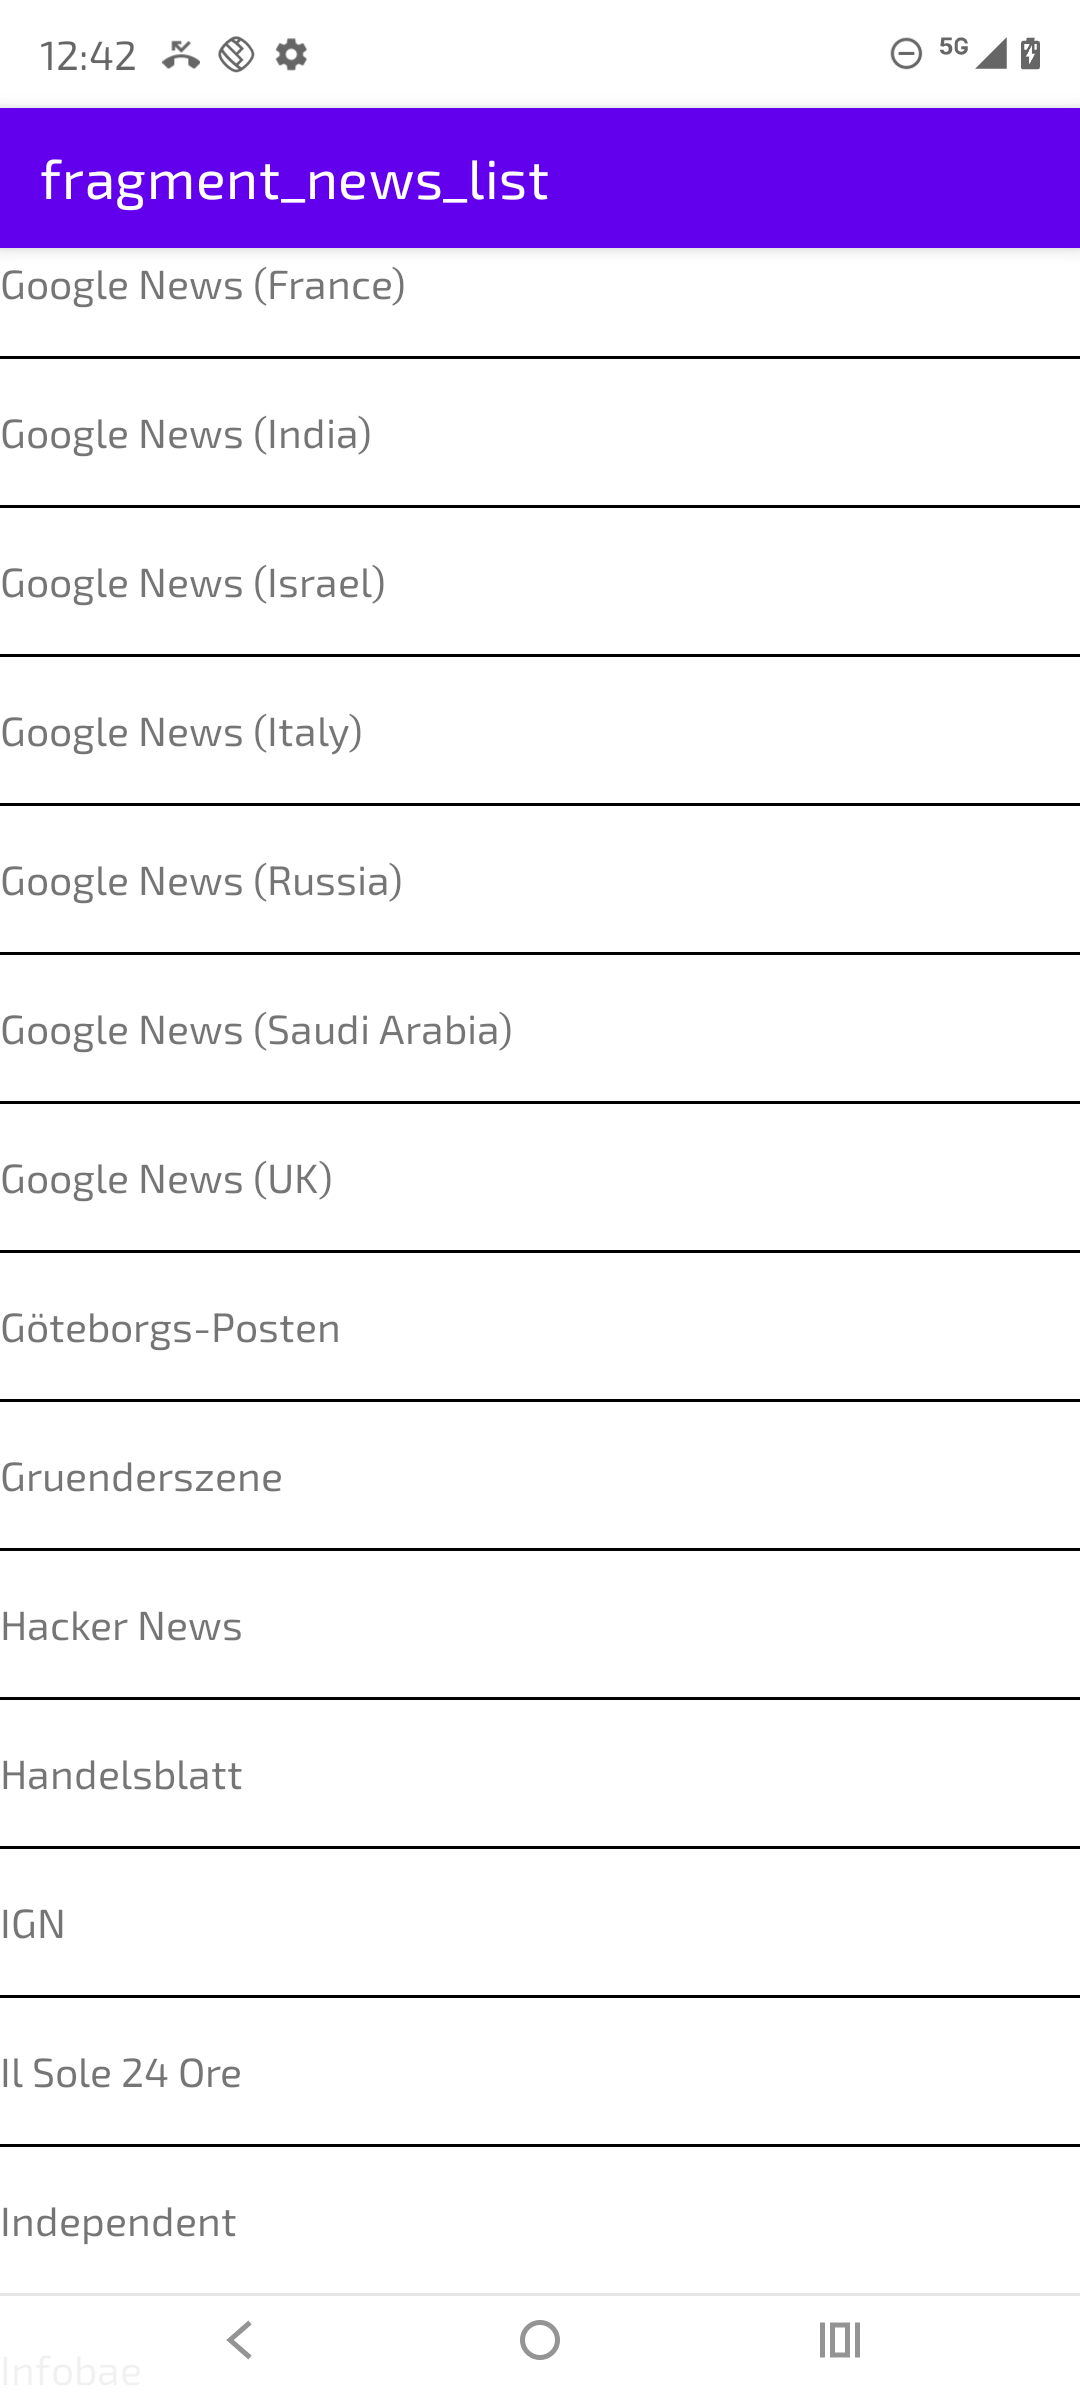 12:42
5G
fragment_news_list
Google News (France)
Google News (India)
Google News (Israel)
Google News (Italy)
Google News (Russia)
Google News (Saudi Arabia)
Google News (UK)
Göteborgs-Posten
Gruenderszene
Hacker News
Handelsblatt
IGN
Il Sole 24 Ore
Independent
Infobae